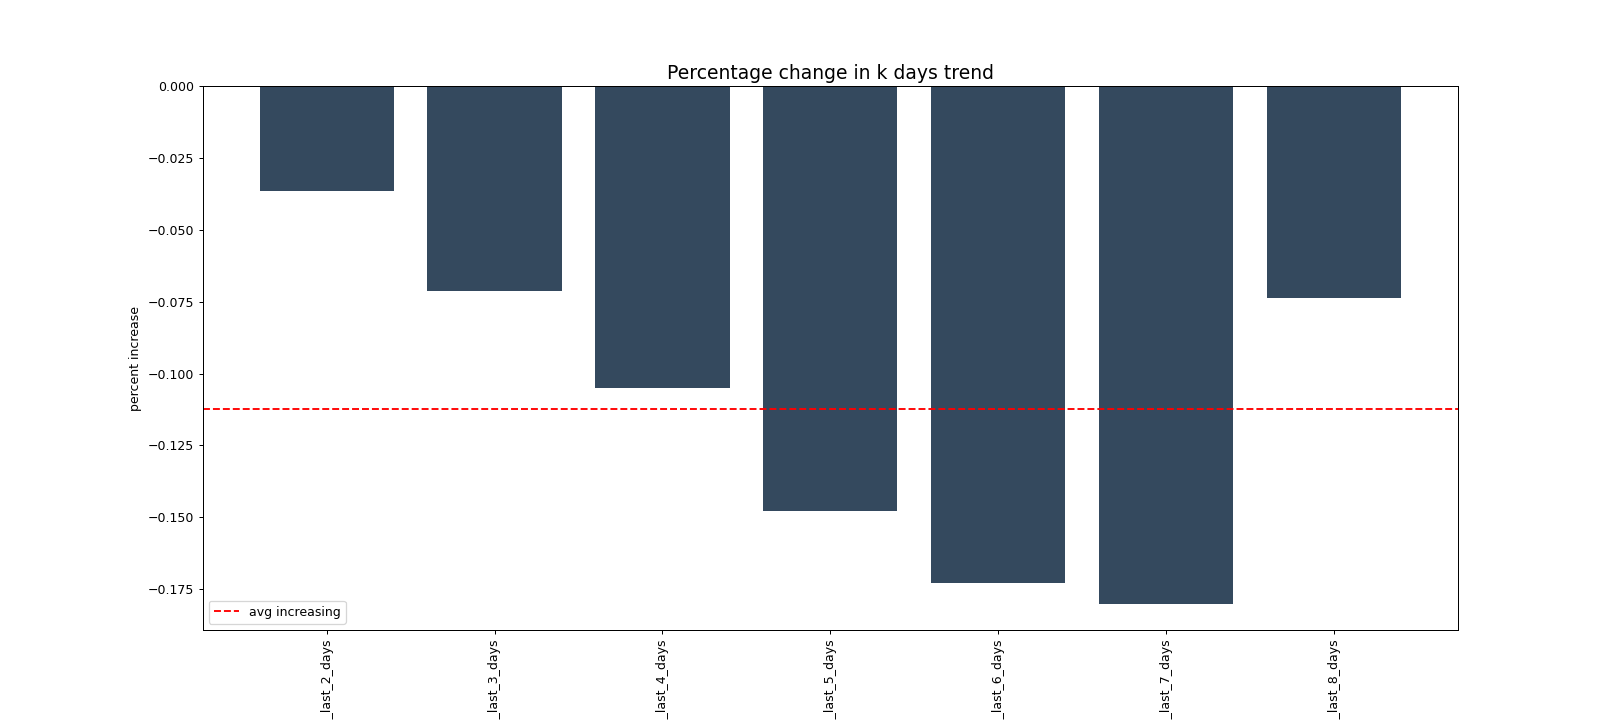 Percentage change in k days trend
0.000
−0.025
−0.050
−0.075
−0.100
−0.125
−0.150
−0.175
percent increase
avg increasing
_last_2_days
_last_3_days
_last_4_days
_last_5_days
_last_6_days
_last_7_days
_last_8_days